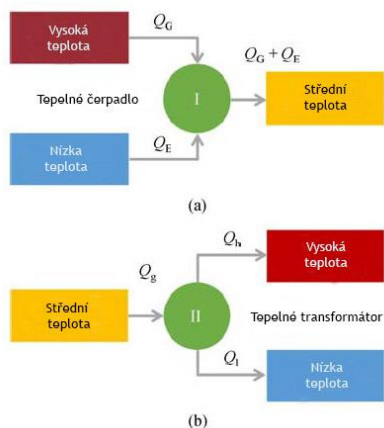 Vysoká
teplota
Q_G
Q_G + Q_E
Tepelné čerpadlo
I
Střední
teplota
Nízka
teplota
Q_E
(a)
Q_h
Vysoká
teplota
Q_g
Střední
teplota
II
Tepelné transformátor
Q_l
Nízka
teplota
(b)